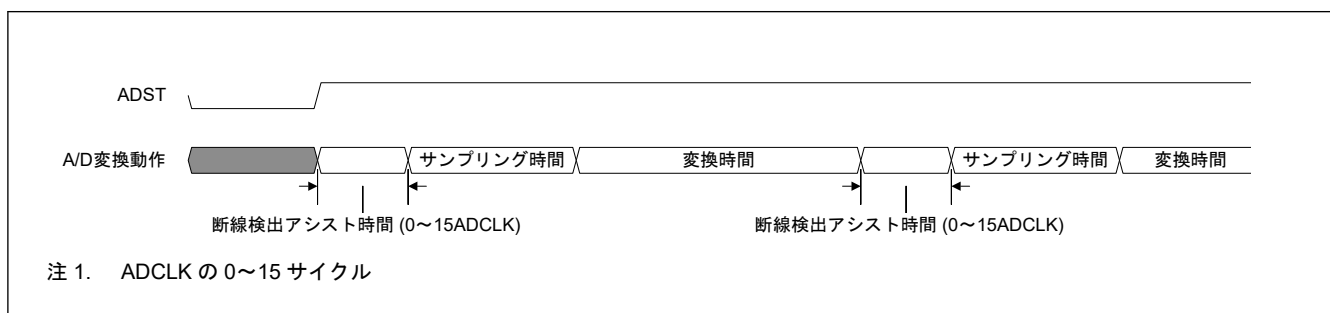 ADST
A/D変換動作
サンプリング時間 変換時間 サンプリング時間 変換時間
断線検出アシスト時間 (0～15ADCLK) 断線検出アシスト時間 (0～15ADCLK)
注 1. ADCLK の 0～15 サイクル